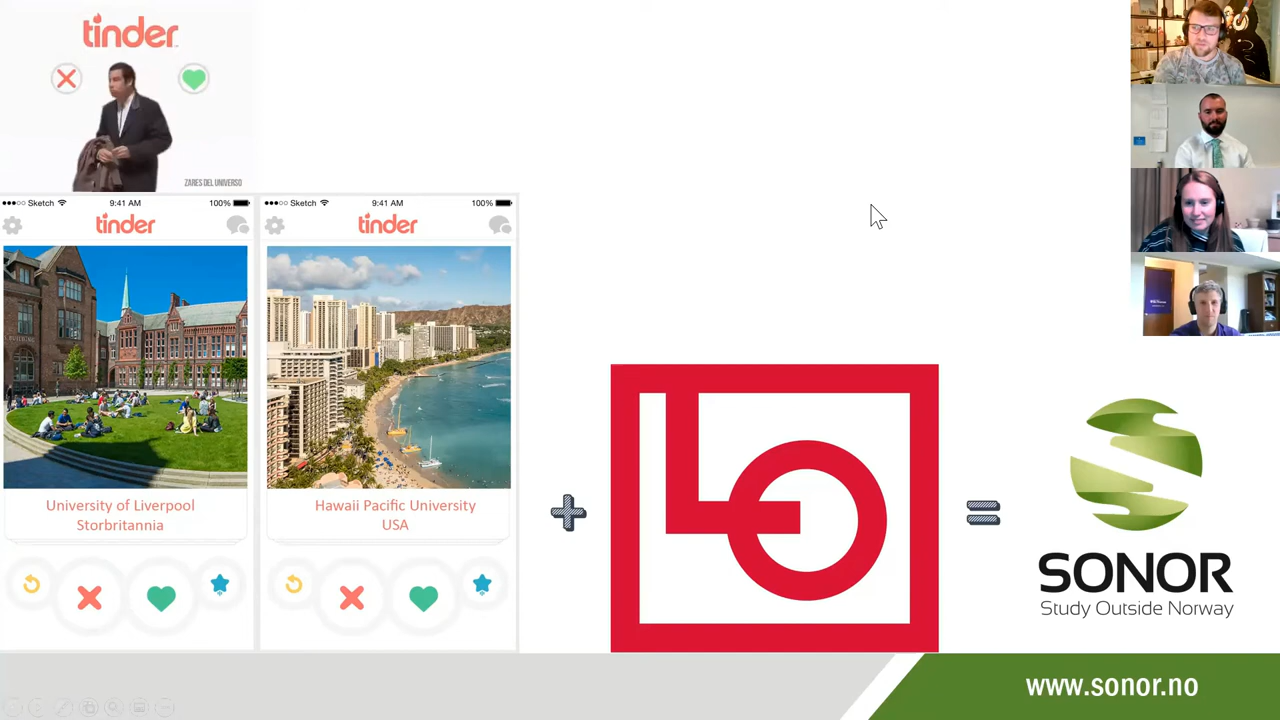 tinder
ZARES DEL UNIVERSO
Sketch 9:41 AM 100%
tinder
University of Liverpool
Storbritannia
Sketch 9:41 AM 100%
tinder
Hawaii Pacific University
USA
+
LO
=
SONOR
Study Outside Norway
www.sonor.no